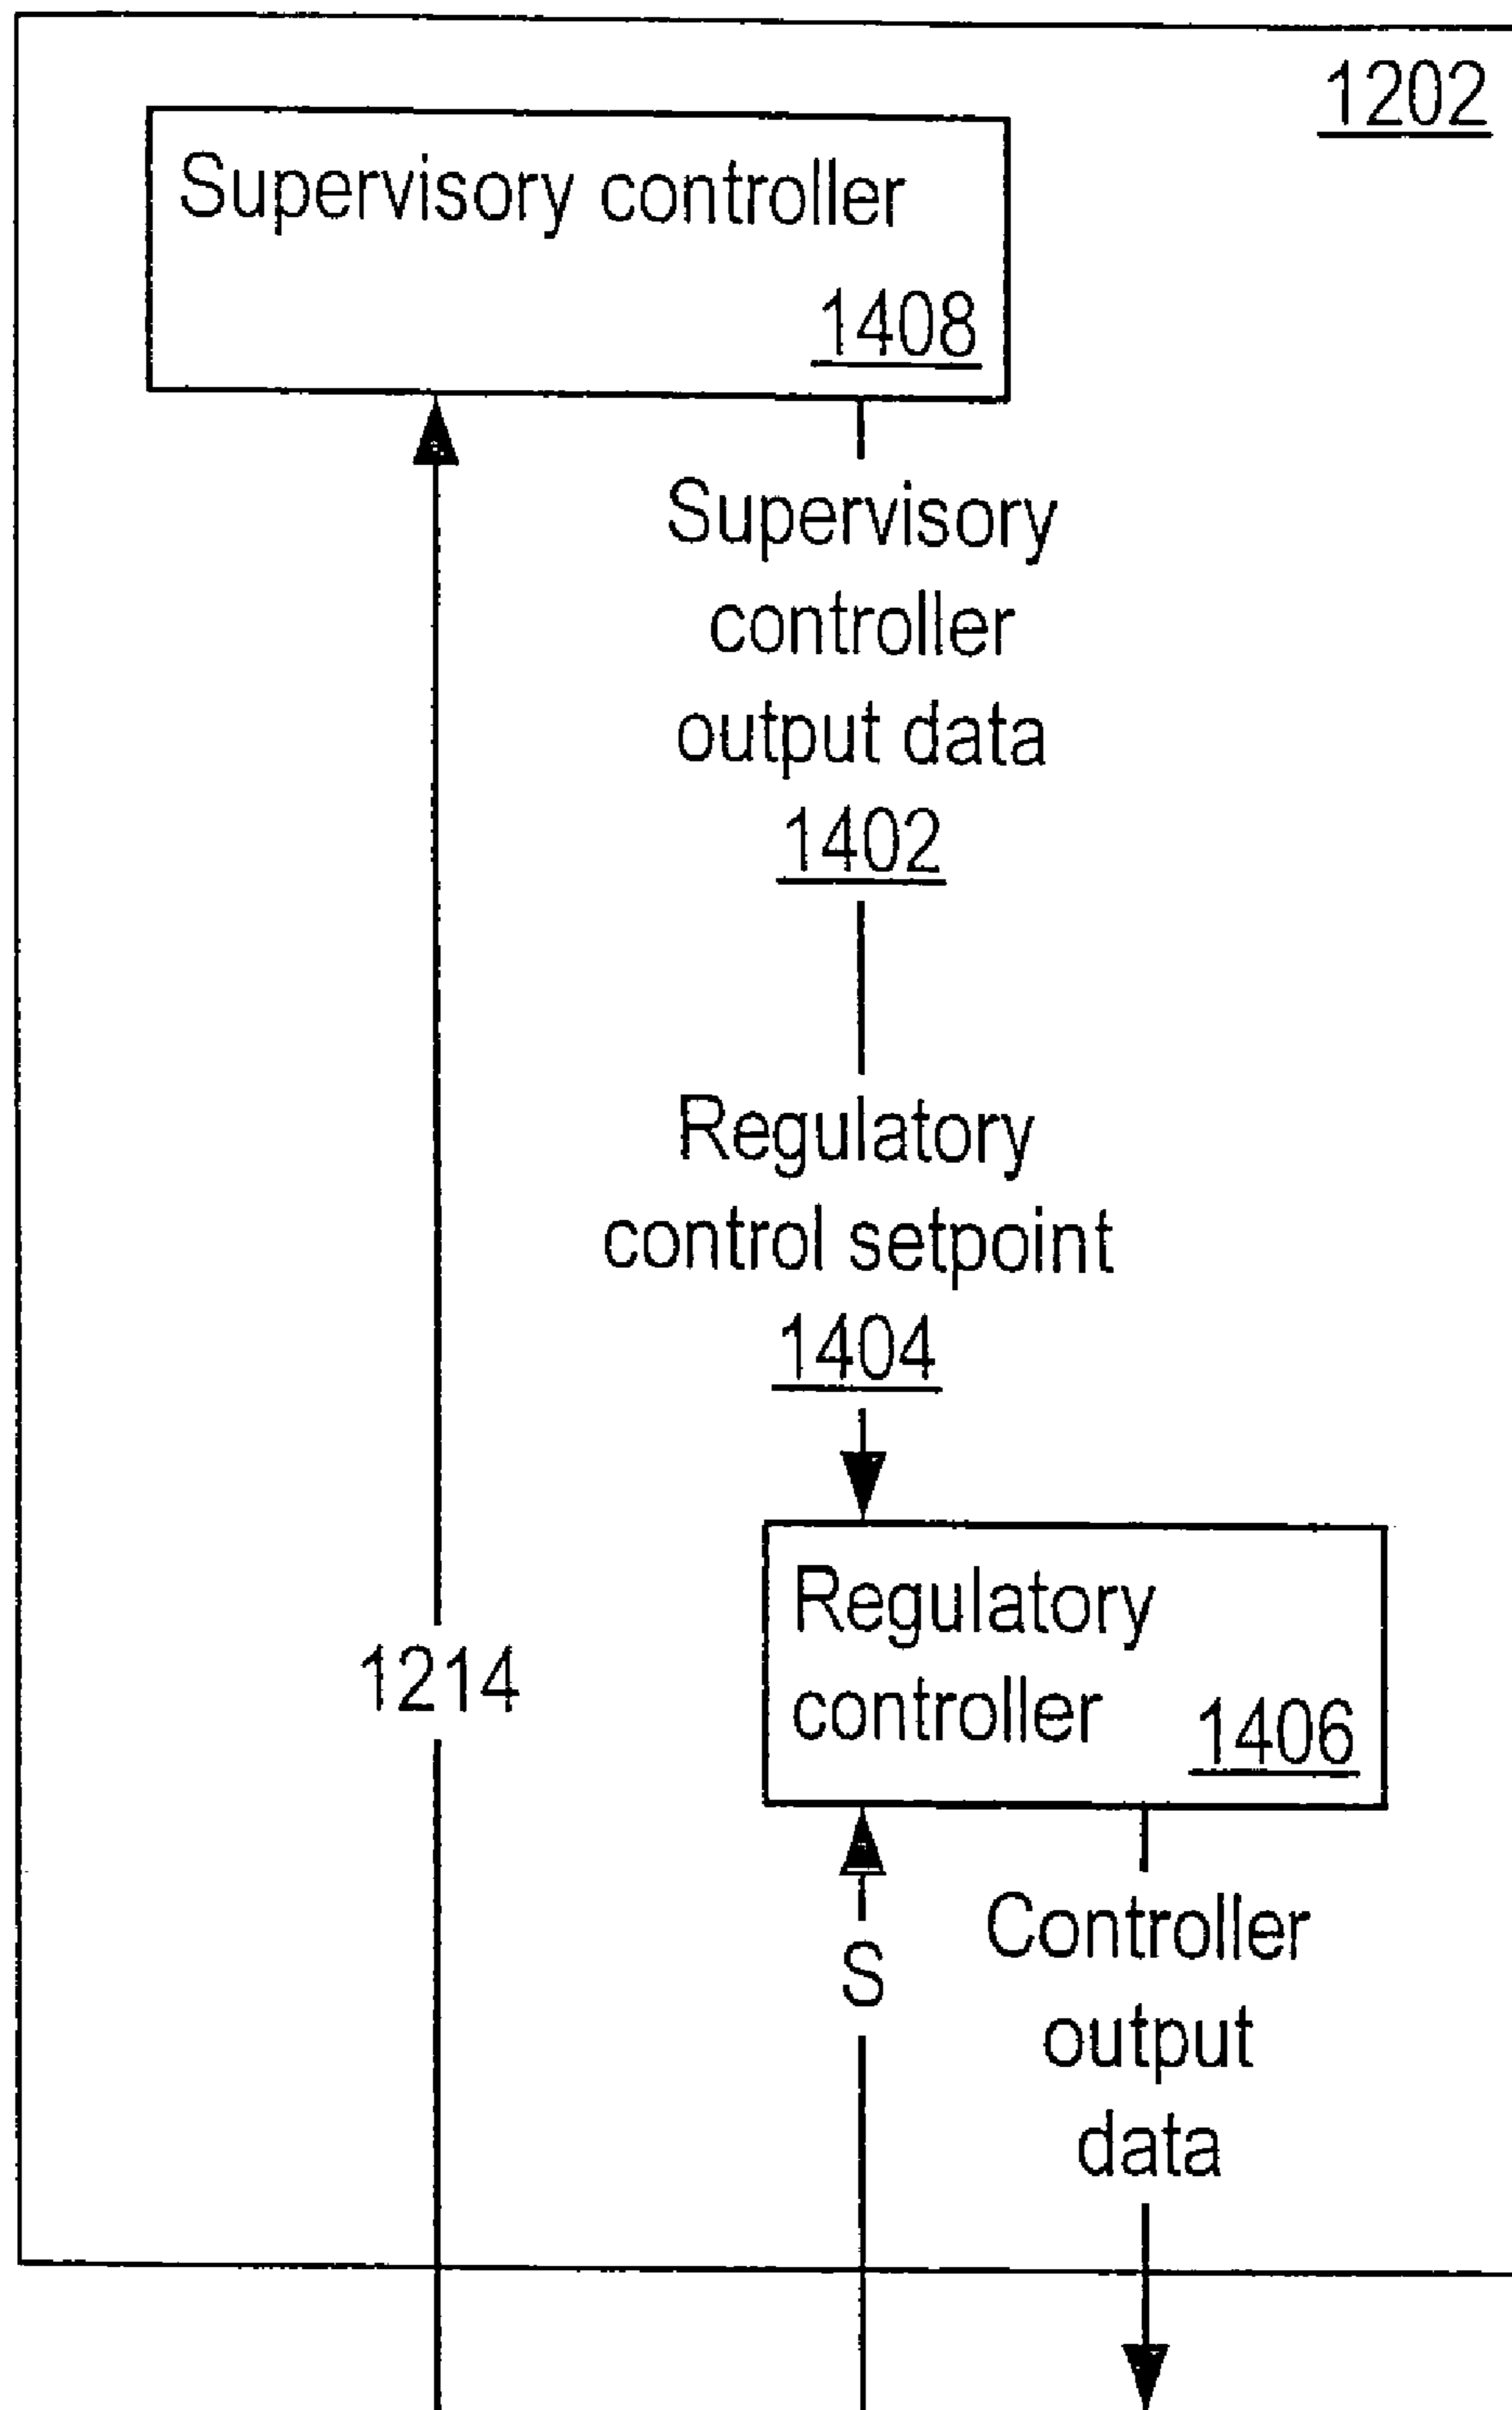 1202
Supervisory controller
1408
Supervisory
controller
output data
1402
Regulatory
control setpoint
1404
Regulatory
controller
1406
1214
S
Controller
output
data